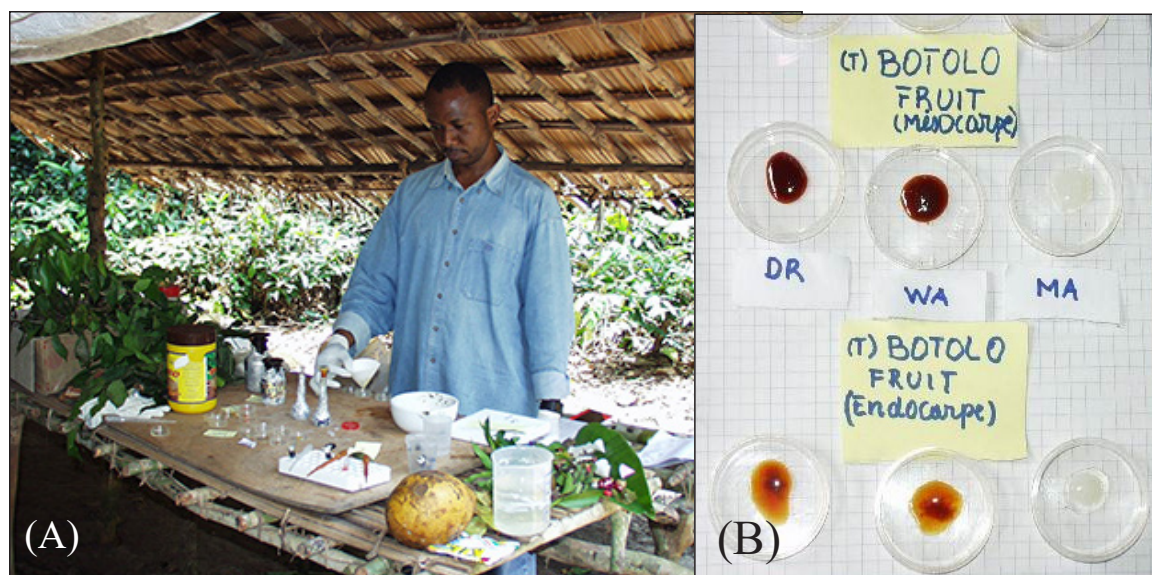 (A)
(T) BOTOLO
FRUIT
(Mésocarpe)
DR
WA
MA
(T) BOTOLO
FRUIT
(Endocarpe)
(B)